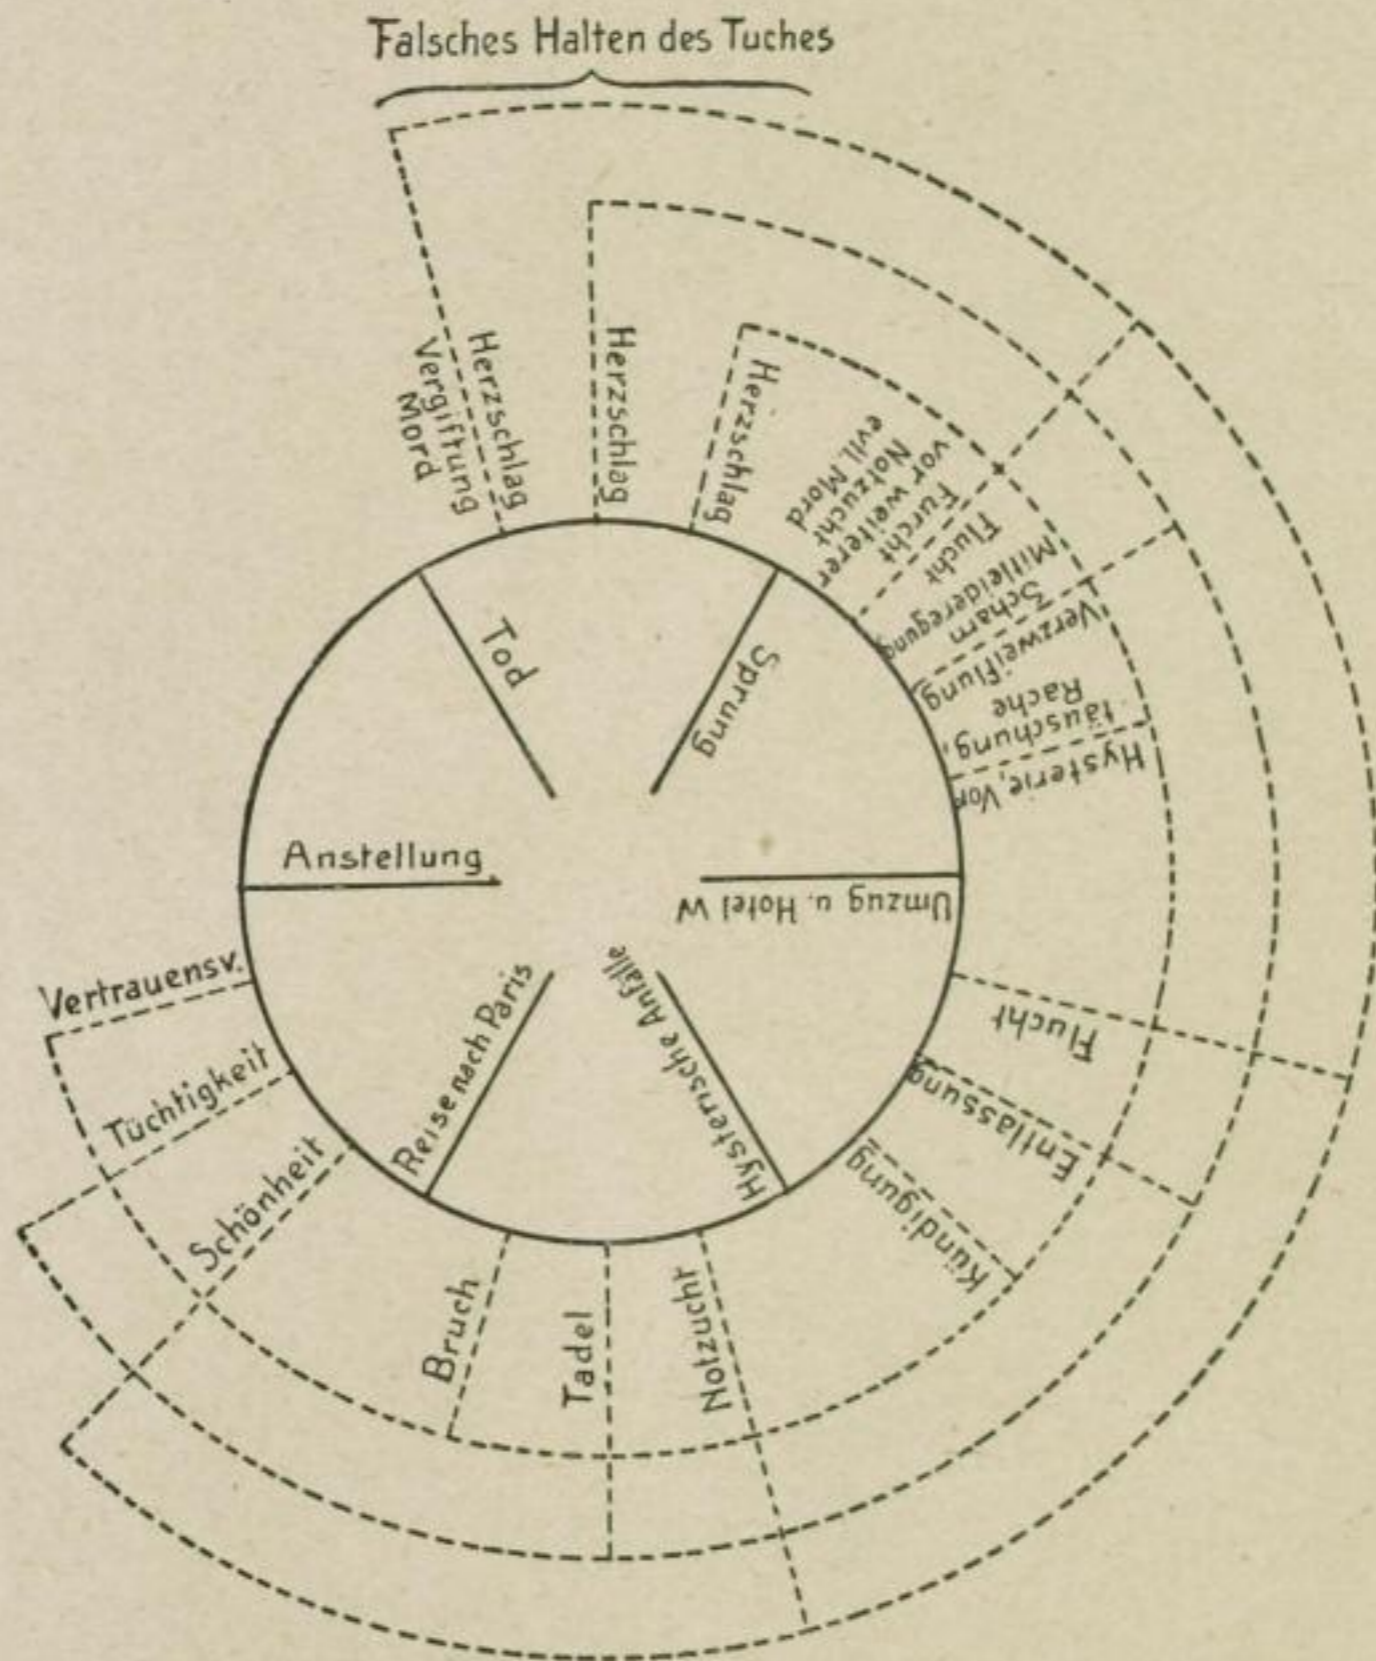 Falsches Halten des Tuches
Herzschlag
Vergiftung
Mord
Herzschlag
Herzschlag
vor weiterer
Notzucht
evtl. Mord
Furcht
Flucht
Mitleideregung
Scham
Verzweiflung
Rache
täuschung,
Hysterie, Vor
Tod
Sprung
Anstellung
Umzug u. Hotel W
Reise nach Paris
Hysterische Anfälle
Vertrauensv.
Tüchtigkeit
Schönheit
Bruch
Tadel
Notzucht
Kündigung
Entlassung
Flucht